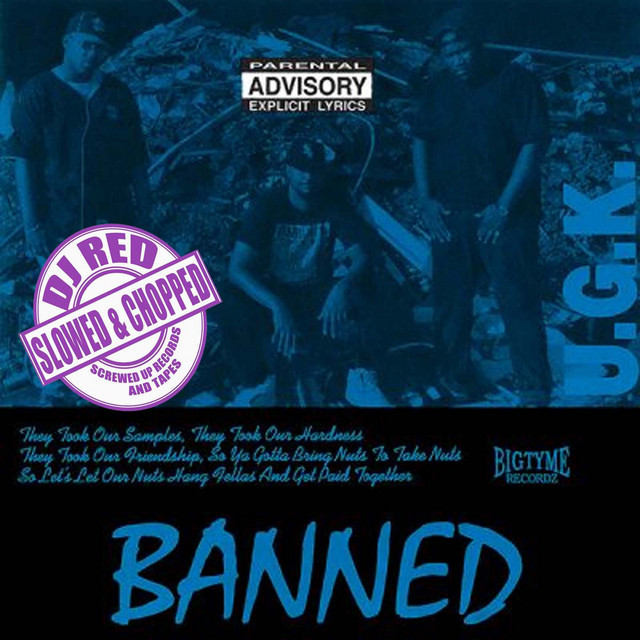 PARENTAL
ADVISORY
EXPLICIT LYRICS
U.G.K.
DJ RED
SLOWED & CHOPPED
SCREWED UP RECORDS
AND TAPES
They Took Our Samples, They Took Our Hardness
They Took Our Friendship, So Ya Gotta Bring Nuts To Take Nuts
So Let's Let Our Nuts Hang Fellas And Get Paid Together
BIGTYME
RECORDZ
BANNED